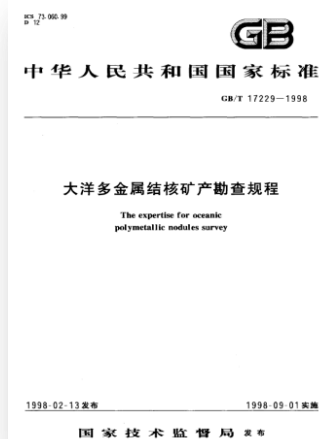 ICS 73.060.99
D 12
GB
中华人民共和国国家标准
GB/T 17229—1998
大洋多金属结核矿产勘查规程
The expertise for oceanic
polymetallic nodules survey
1998-02-13发布
1998-09-01实施
国家技术监督局 发布